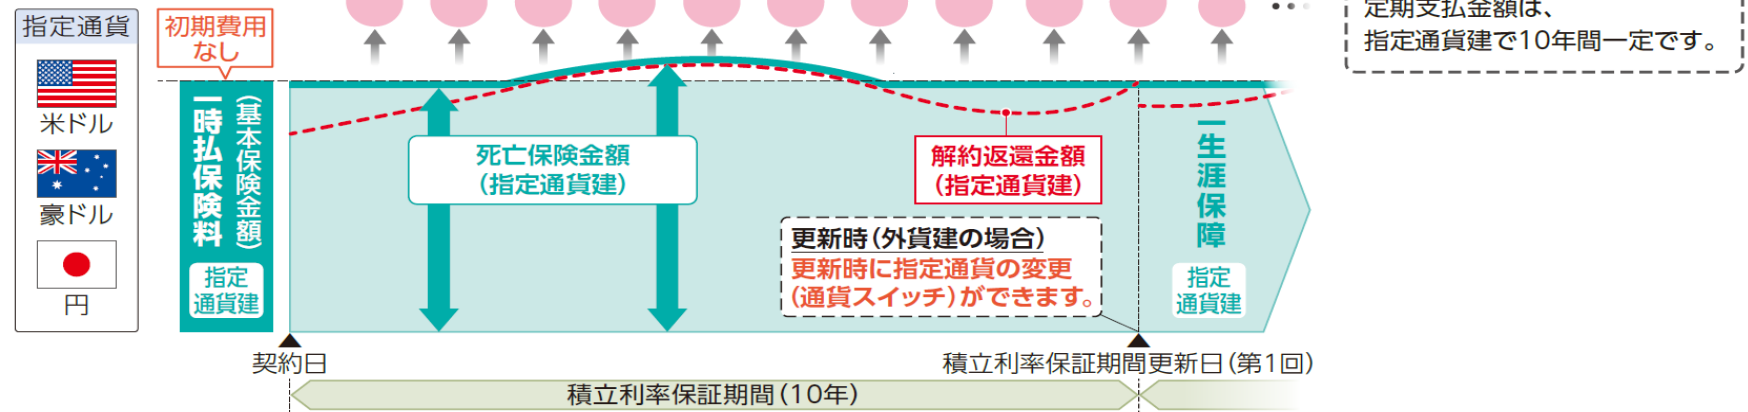 指定通貨
米ドル
豪ドル
円
初期費用
なし
一時払保険料
（基本保険金額）
指定
通貨建
死亡保険金額
（指定通貨建）
解約返還金額
（指定通貨建）
更新時（外貨建の場合）
更新時に指定通貨の変更
（通貨スイッチ）ができます。
一生涯保障
指定
通貨建
定期支払金額は、
指定通貨建で10年間一定です。
契約日
積立利率保証期間更新日（第1回）
積立利率保証期間（10年）